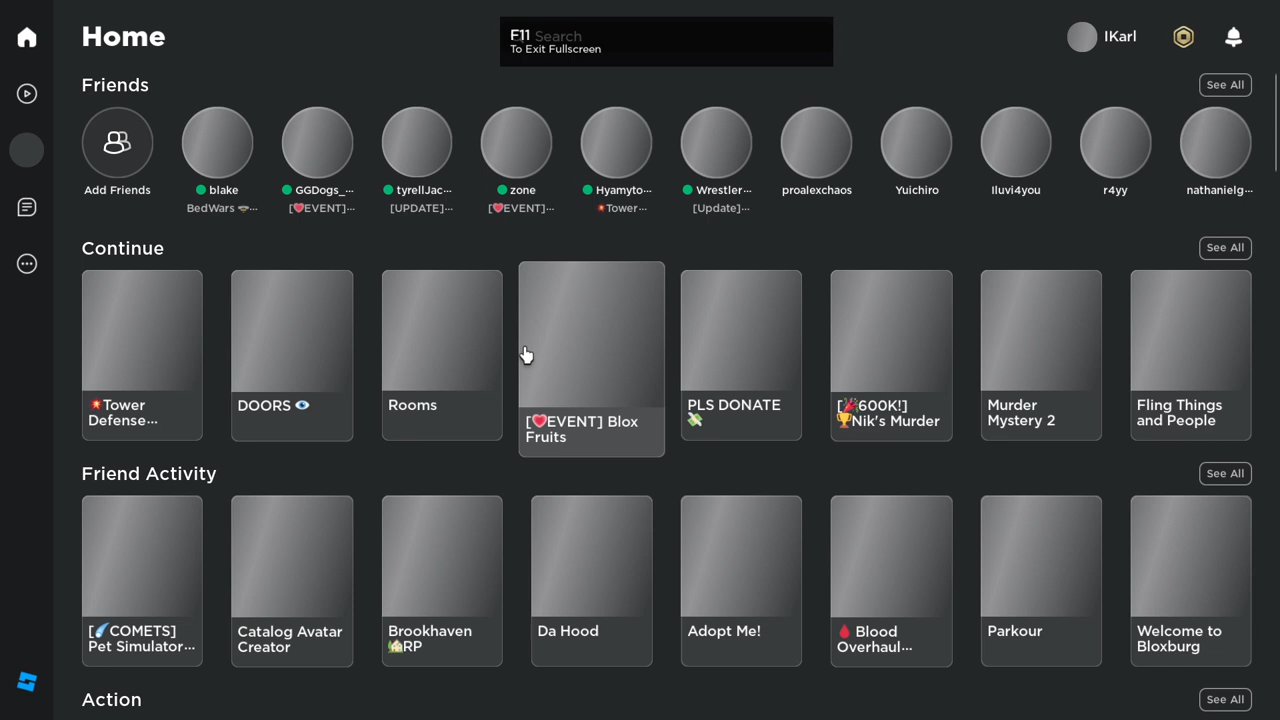 Home
F11 Search
To Exit Fullscreen
IKarl
Friends
See All
Add Friends
blake
GGDogs_...
tyrellJac...
zone
Hyamyto...
Wrestler...
proalexchaos
Yuichiro
r4yy
nathanielg...
BedWars 🍲...
[💗EVENT]...
[UPDATE]...
[💗EVENT]...
💥Tower...
[Update]...
Continue
See All
💥Tower
Defense...
DOORS 👁️
Rooms
[💗EVENT] Blox
Fruits
PLS DONATE
💸
[🎉600K!]
🏆Nik's Murder
Murder
Mystery 2
Fling Things
and People
Friend Activity
See All
[☄️COMETS]
Pet Simulator...
Catalog Avatar
Creator
Brookhaven
🏡RP
Da Hood
Adopt Me!
🩸 Blood
Overhaul...
Parkour
Welcome to
Bloxburg
Action
See All